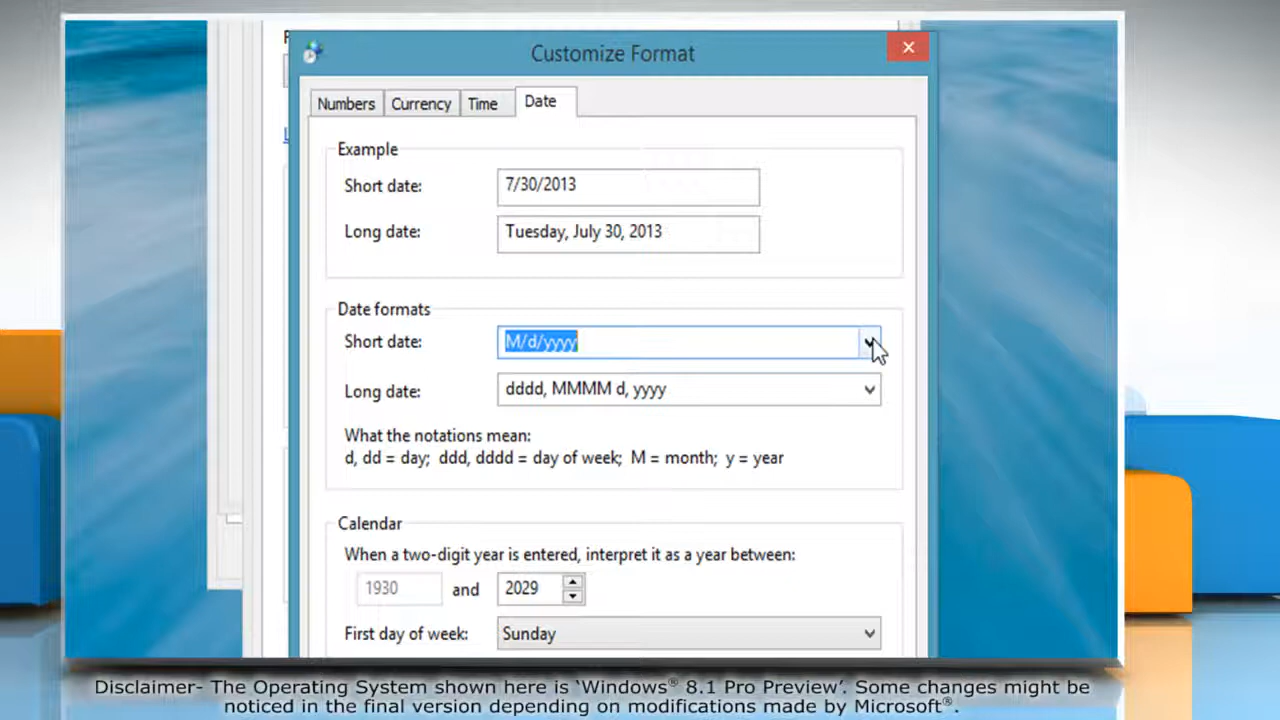 Customize Format
Numbers Currency Time Date
Example
Short date: 7/30/2013
Long date: Tuesday, July 30, 2013
Date formats
Short date: M/d/yyyy
Long date: dddd, MMMM d, yyyy
What the notations mean:
d, dd = day; ddd, dddd = day of week; M = month; y = year
Calendar
When a two-digit year is entered, interpret it as a year between:
1930 and 2029
First day of week: Sunday
Disclaimer- The Operating System shown here is ‘Windows® 8.1 Pro Preview’. Some changes might be
noticed in the final version depending on modifications made by Microsoft®.